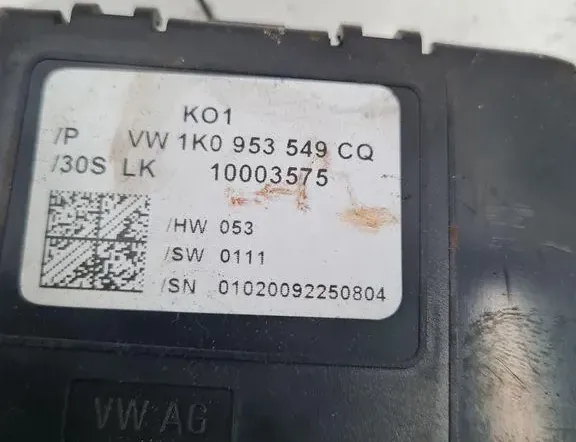 KO1
/P VW 1K0 953 549 CQ
/30S LK 10003575
/HW 053
/SW 0111
/SN 01020092250804
VW AG